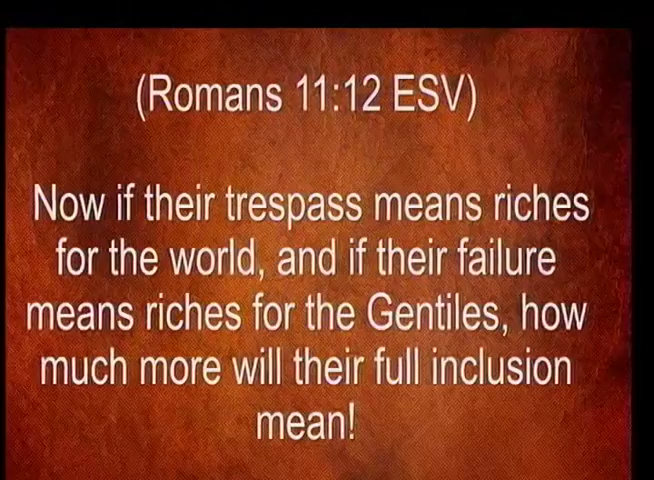 (Romans 11:12 ESV)
Now if their trespass means riches
for the world, and if their failure
means riches for the Gentiles, how
much more will their full inclusion
mean!